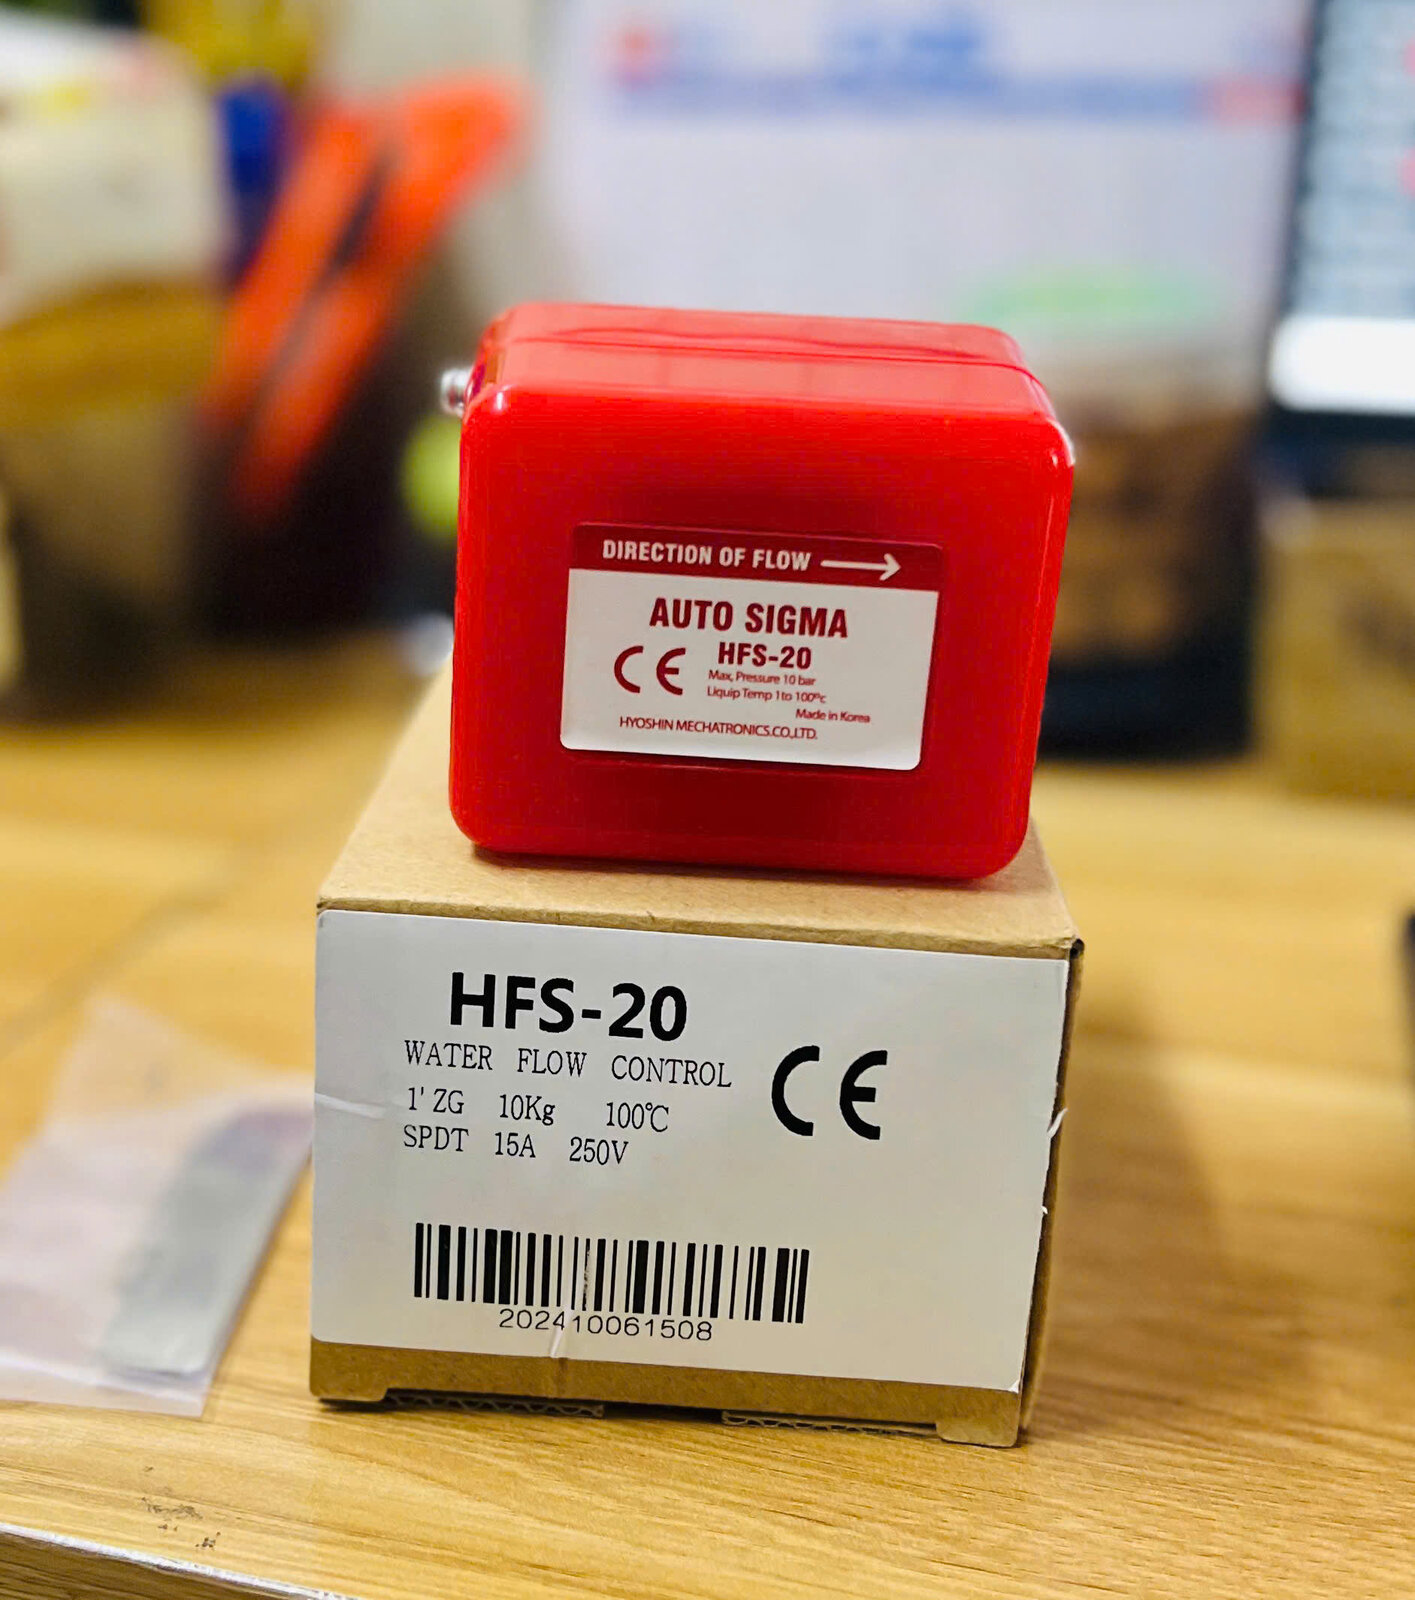 DIRECTION OF FLOW →
AUTO SIGMA
CE HFS-20
Max, Pressure 10 bar
Liquip Temp 1 to 100ºc
Made in Korea
HYOSHIN MECHATRONICS.CO.,LTD.
HFS-20
WATER FLOW CONTROL CE
1' ZG 10Kg 100℃
SPDT 15A 250V
202410061508